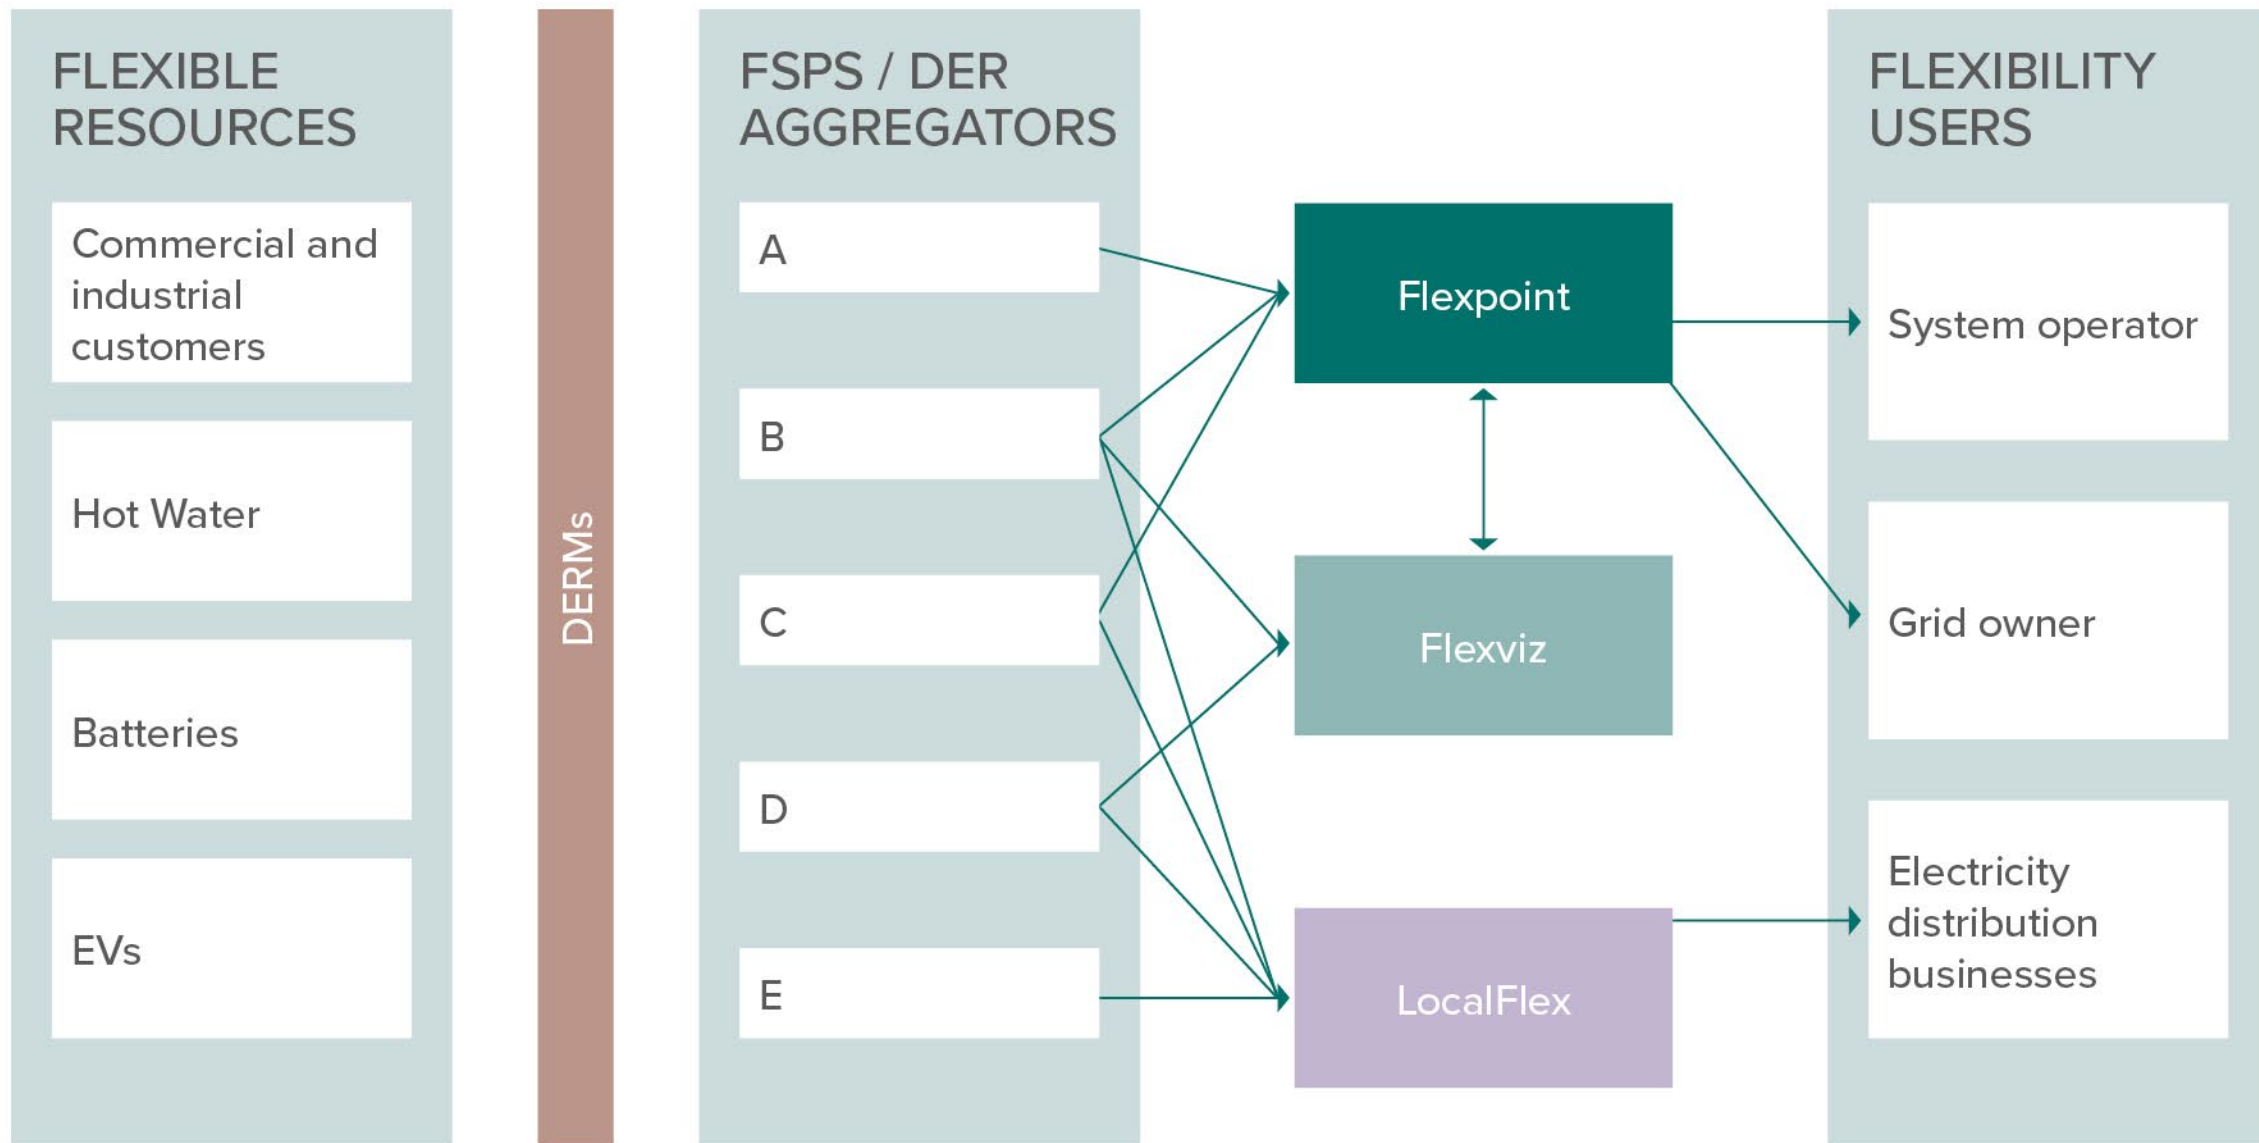 FLEXIBLE
RESOURCES
Commercial and
industrial
customers
Hot Water
Batteries
EVs
DERMs
FSPS / DER
AGGREGATORS
A
B
C
D
E
Flexpoint
Flexviz
LocalFlex
FLEXIBILITY
USERS
System operator
Grid owner
Electricity
distribution
businesses